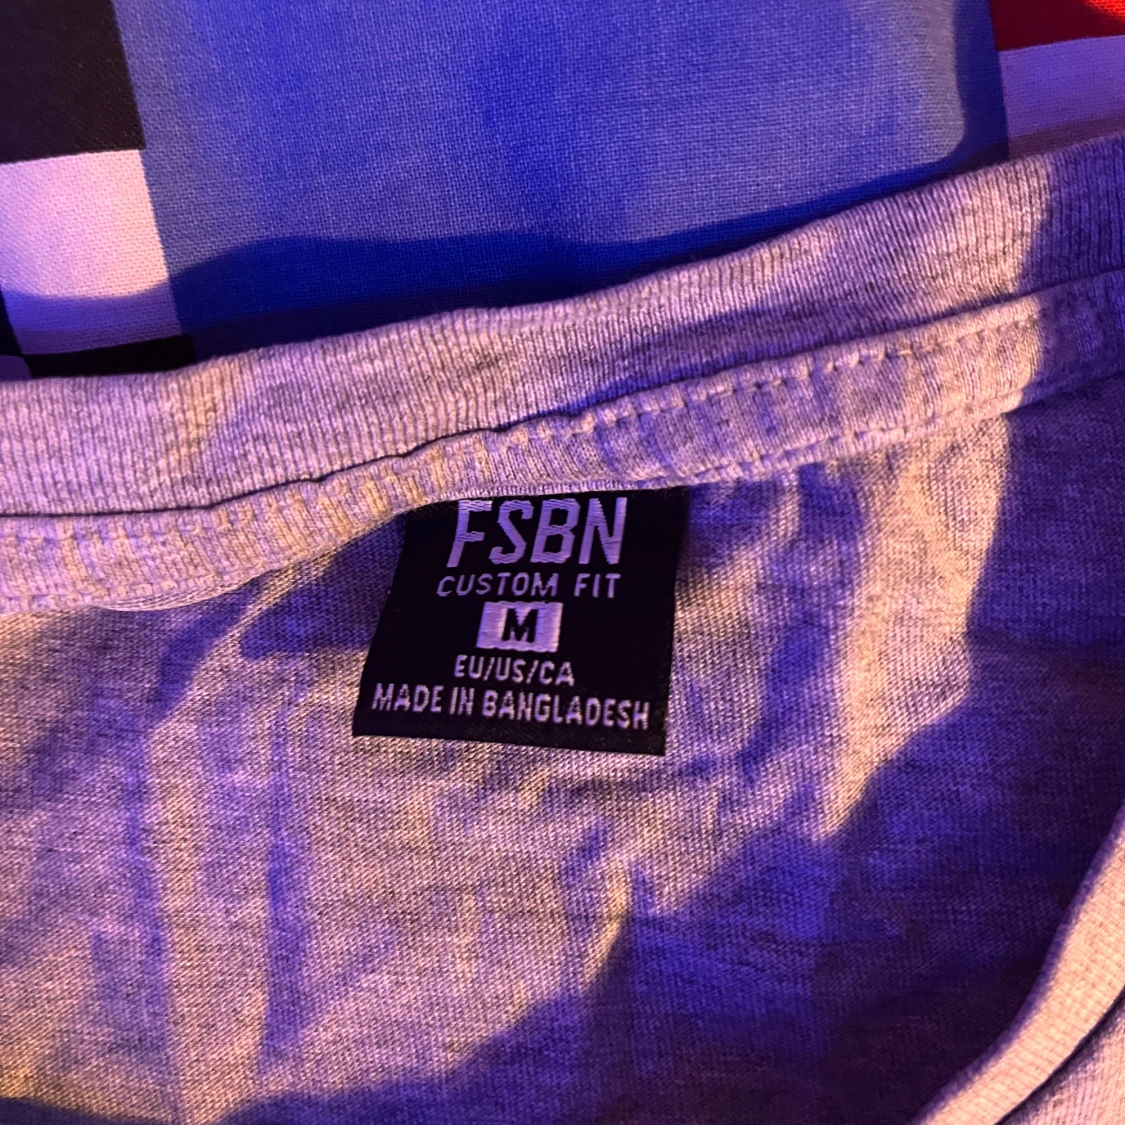 FSBN
CUSTOM FIT
M
EU/US/CA
MADE IN BANGLADESH